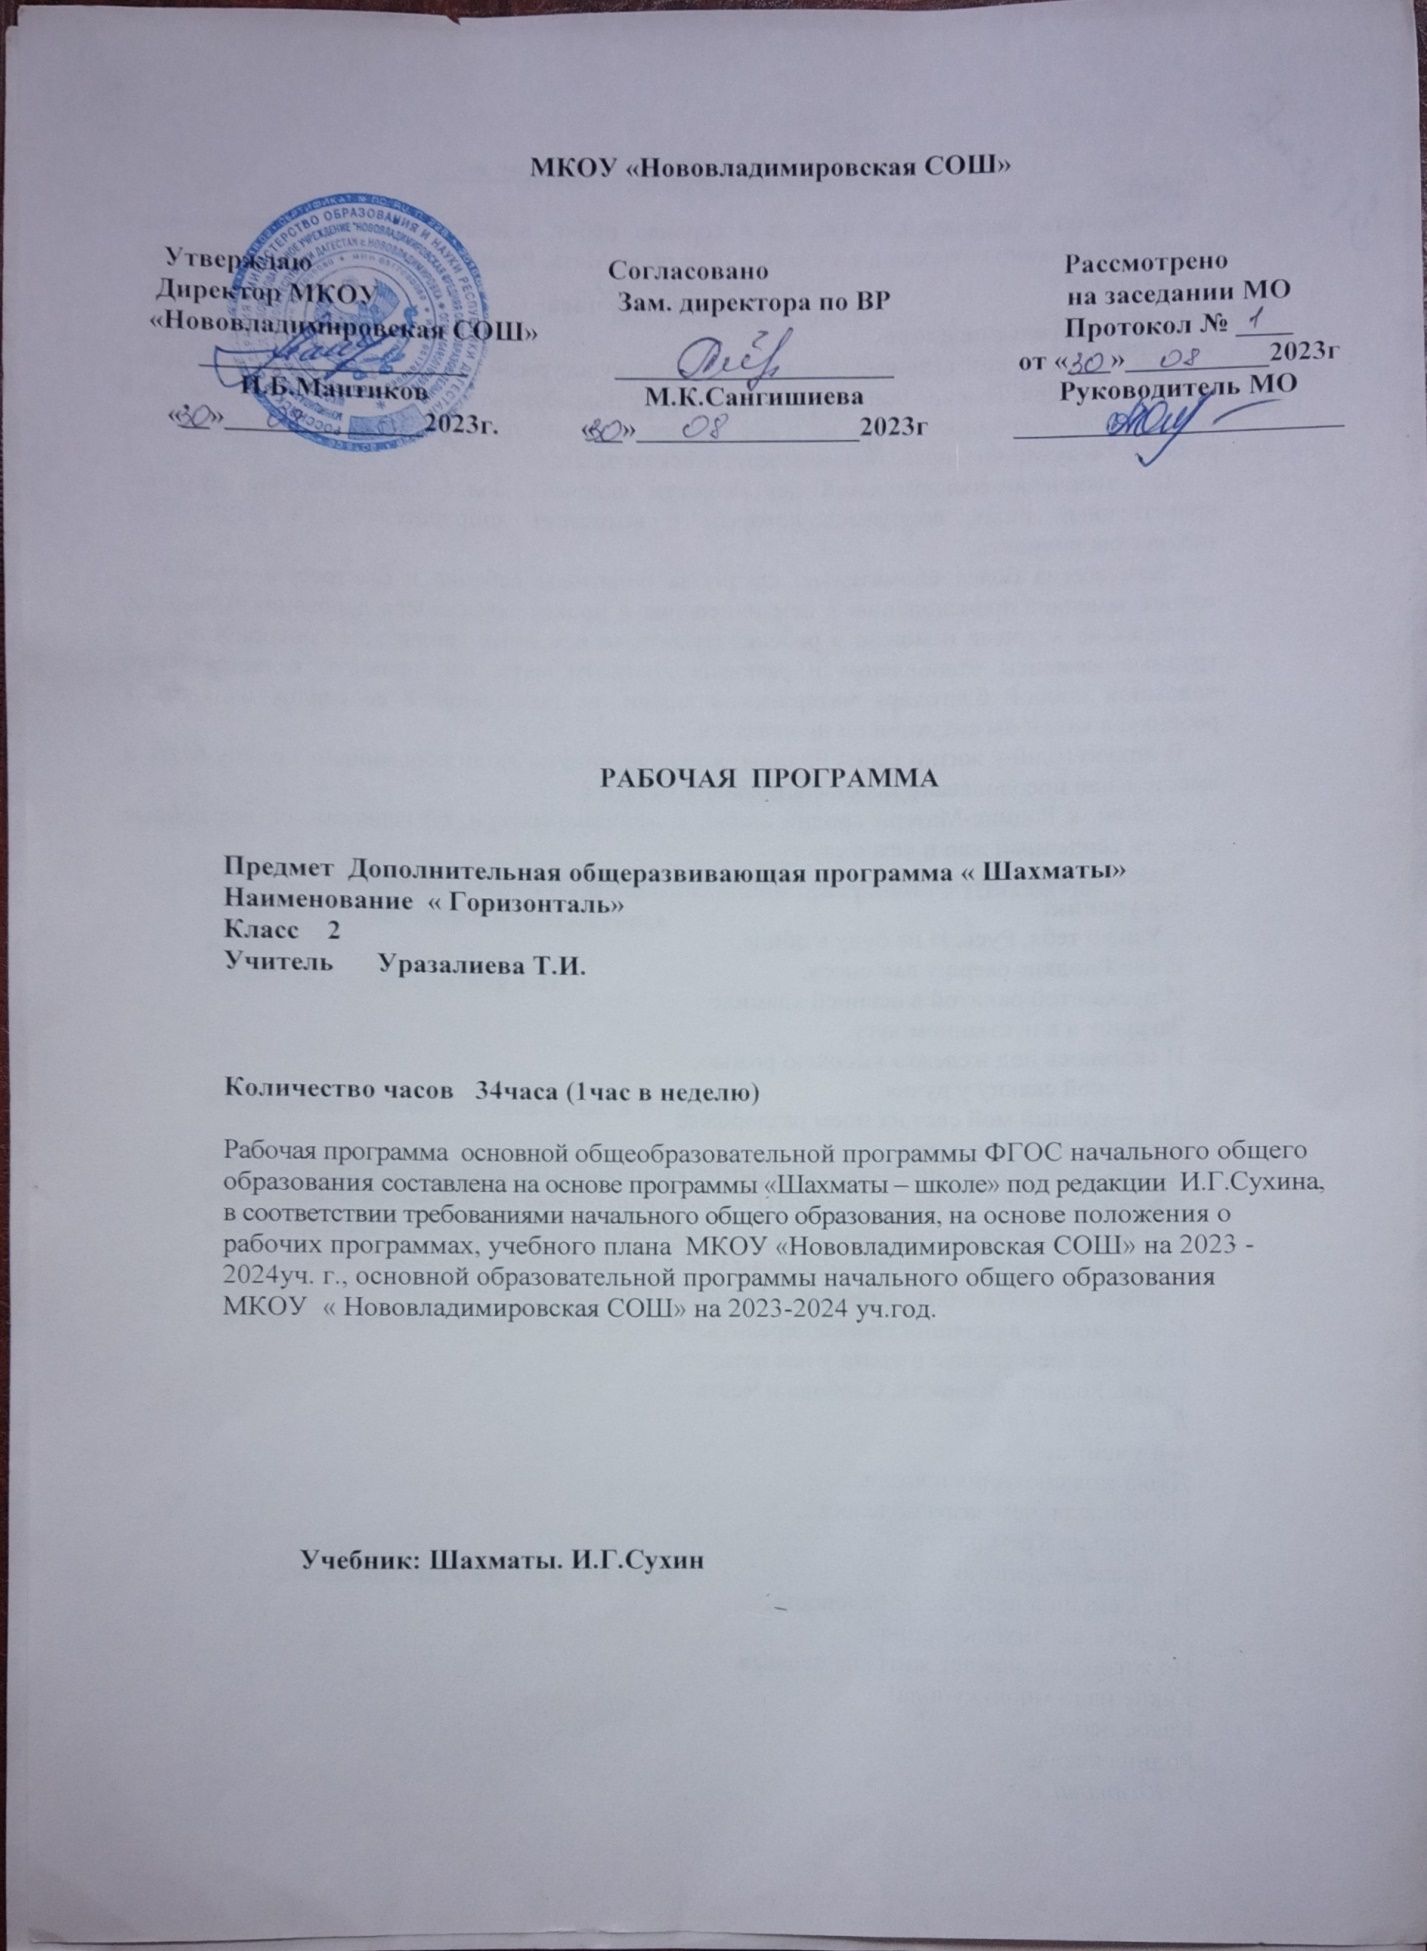 МКОУ «Нововладимировская СОШ»
Утверждаю
Директор МКОУ
«Нововладимировская СОШ»
И.Б.Маитиков
«30» 08 2023г.
Согласовано
Зам. директора по ВР
М.К.Сангишиева
«30» 08 2023г
Рассмотрено
на заседании МО
Протокол № 1
от «30» 08 2023г
Руководитель МО
РАБОЧАЯ ПРОГРАММА
Предмет Дополнительная общеразвивающая программа « Шахматы»
Наименование « Горизонталь»
Класс 2
Учитель Уразалиева Т.И.
Количество часов 34часа (1час в неделю)
Рабочая программа основной общеобразовательной программы ФГОС начального общего
образования составлена на основе программы «Шахматы – школе» под редакции И.Г.Сухина,
в соответствии требованиями начального общего образования, на основе положения о
рабочих программах, учебного плана МКОУ «Нововладимировская СОШ» на 2023 -
2024уч. г., основной образовательной программы начального общего образования
МКОУ « Нововладимировская СОШ» на 2023-2024 уч.год.
Учебник: Шахматы. И.Г.Сухин